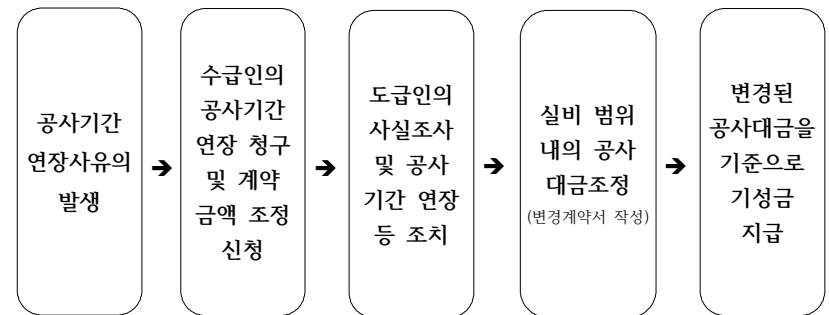 공사기간
연장사유의
발생
➔
수급인의
공사기간
연장 청구
및 계약
금액 조정
신청
➔
도급인의
사실조사
및 공사
기간 연장
등 조치
➔
실비 범위
내의 공사
대금조정
(변경계약서 작성)
➔
변경된
공사대금을
기준으로
기성금
지급